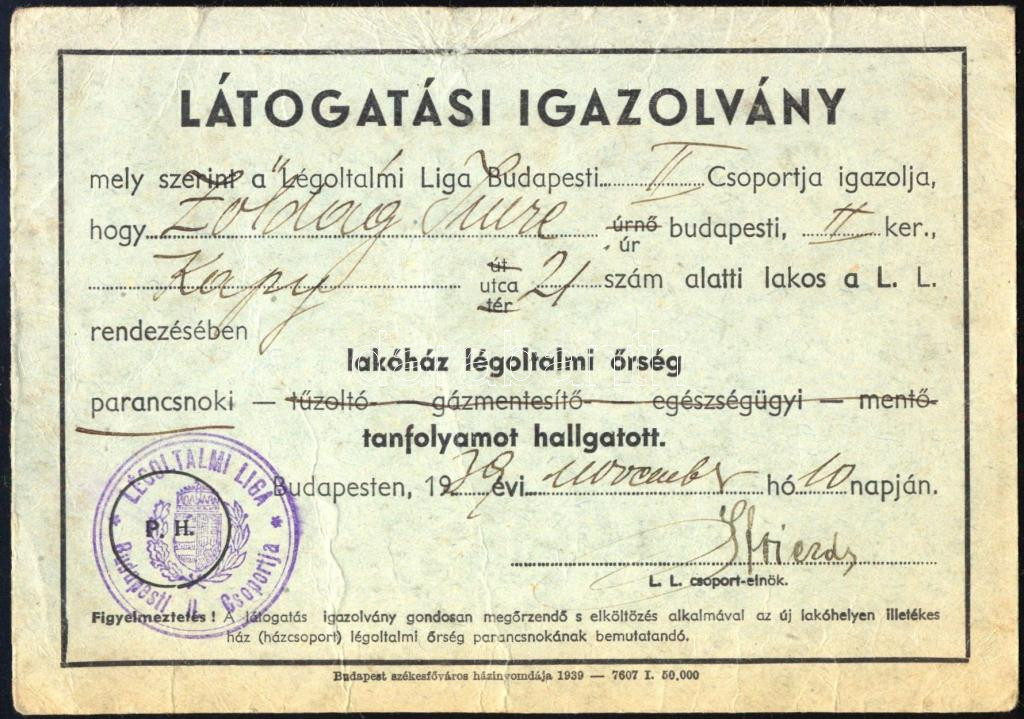 LÁTOGATÁSI IGAZOLVÁNY
mely szerint a Légoltalmi Liga Budapesti II Csoportja igazolja,
hogy Zoldag Imre úrnő budapesti, II ker.,
úr
út
Kapy utca 21 szám alatti lakos a L. L.
tér
rendezésében
lakóház légoltalmi őrség
parancsnoki — tűzoltó — gázmentesítő — egészségügyi — mentő
tanfolyamot hallgatott.
Budapesten, 1939 évi november hó 10 napján.
L. L. csoport-elnök.
LÉGOLTALMI LIGA
P. H.
Budapesti II. Csoportja
Figyelmeztetés! A látogatás igazolvány gondosan megőrzendő s elköltözés alkalmával az új lakóhelyen illetékes
ház (házcsoport) légoltalmi őrség parancsnokának bemutatandó.
Budapest székesfőváros házinyomdája 1939 — 7607 I. 50,000